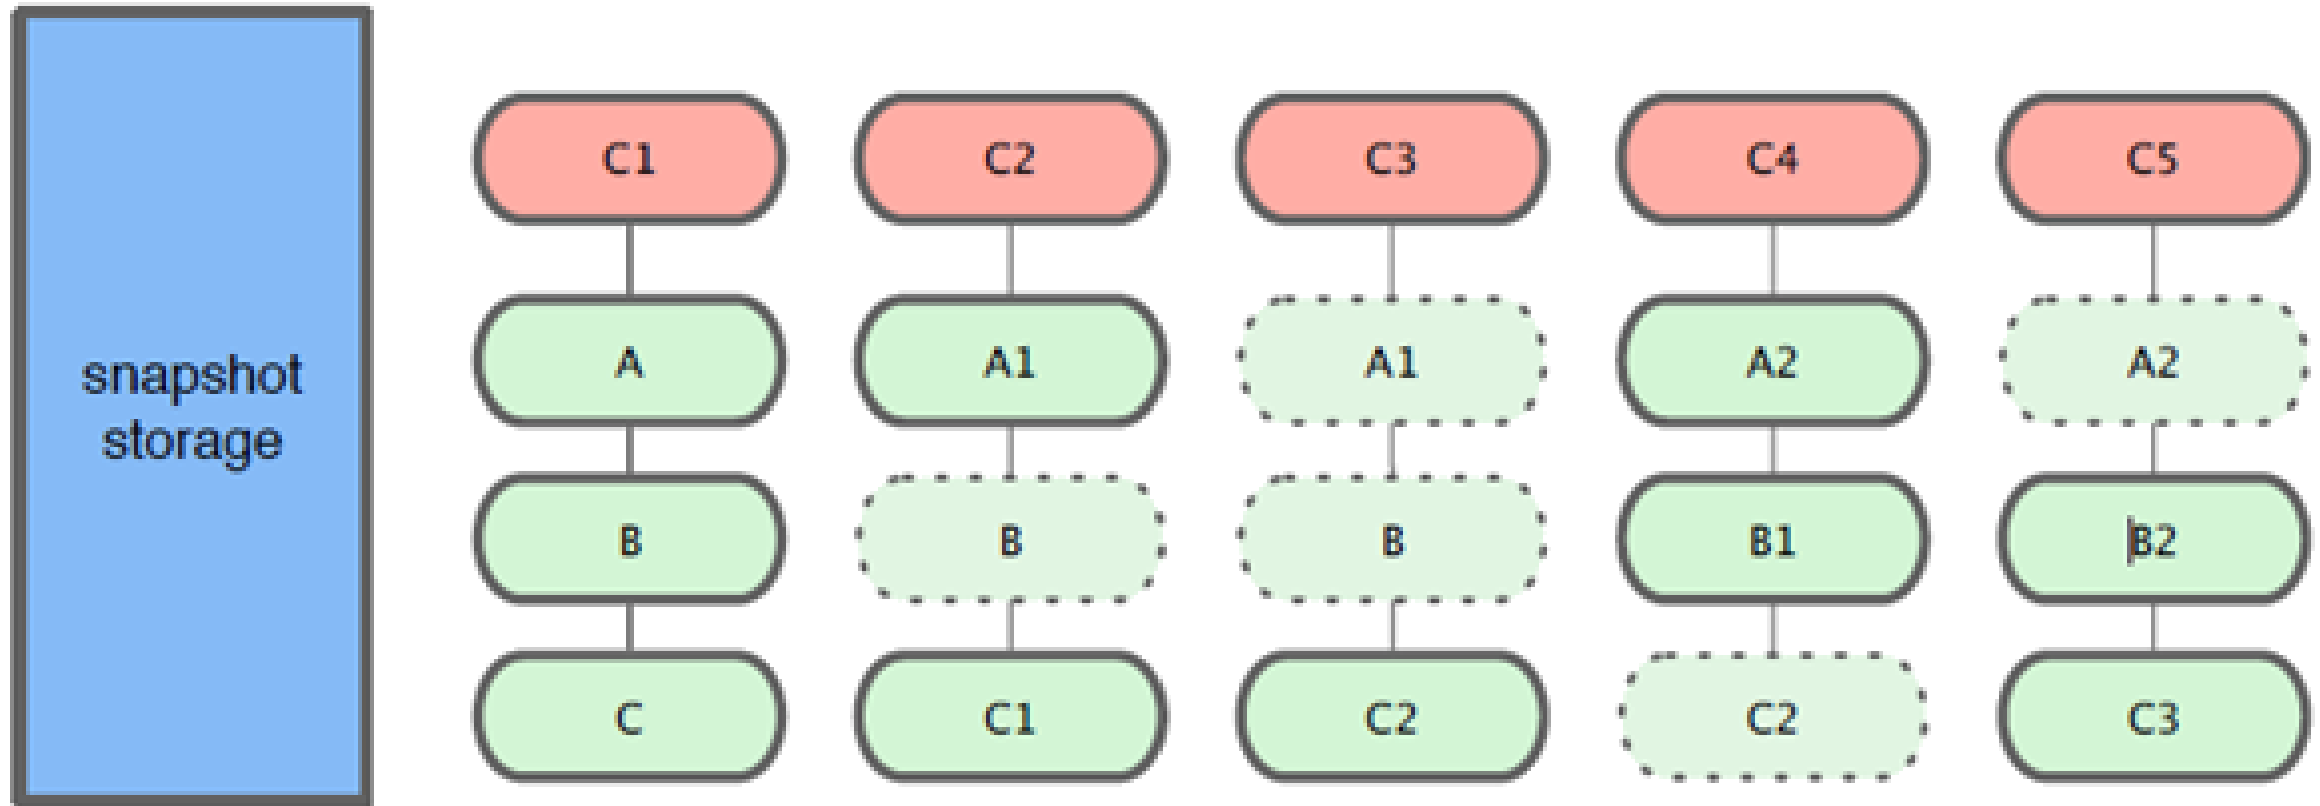 snapshot
storage
C1 C2 C3 C4 C5
A A1 A1 A2 A2
B B B B1 B2
C C1 C2 C2 C3